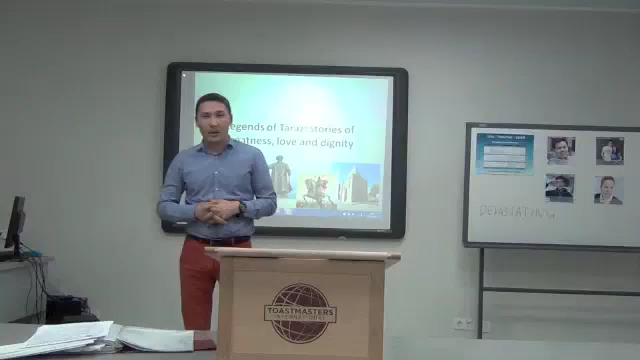 Legends of Taraz: stories of
greatness, love and dignity
TOASTMASTERS
INTERNATIONAL
DEVASTATING